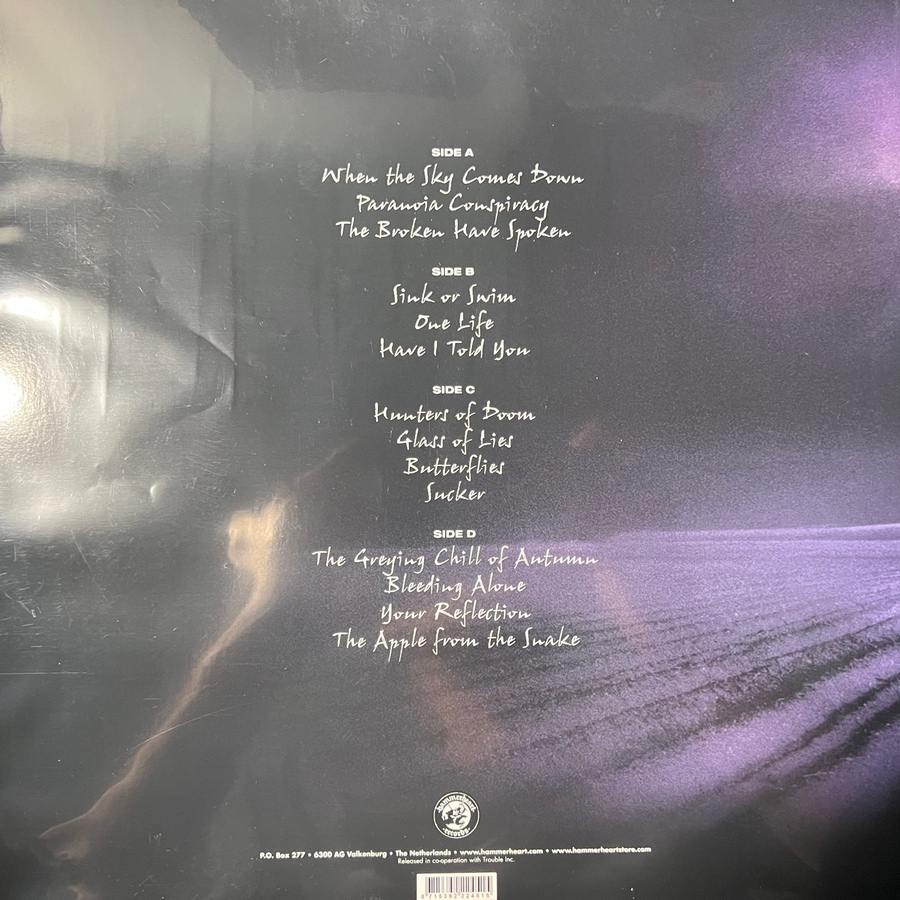 SIDE A
When the Sky Comes Down
Paranoia Conspiracy
The Broken Have Spoken
SIDE B
Sink or Swim
One Life
Have I Told You
SIDE C
Hunters of Doom
Glass of Lies
Butterflies
Sucker
SIDE D
The Greying Chill of Autumn
Bleeding Alone
Your Reflection
The Apple from the Snake
hammerheart
records
P.O. Box 277 • 6300 AG Valkenburg • The Netherlands • www.hammerheart.com • www.hammerheartstore.com
Released in co-operation with Trouble Inc.